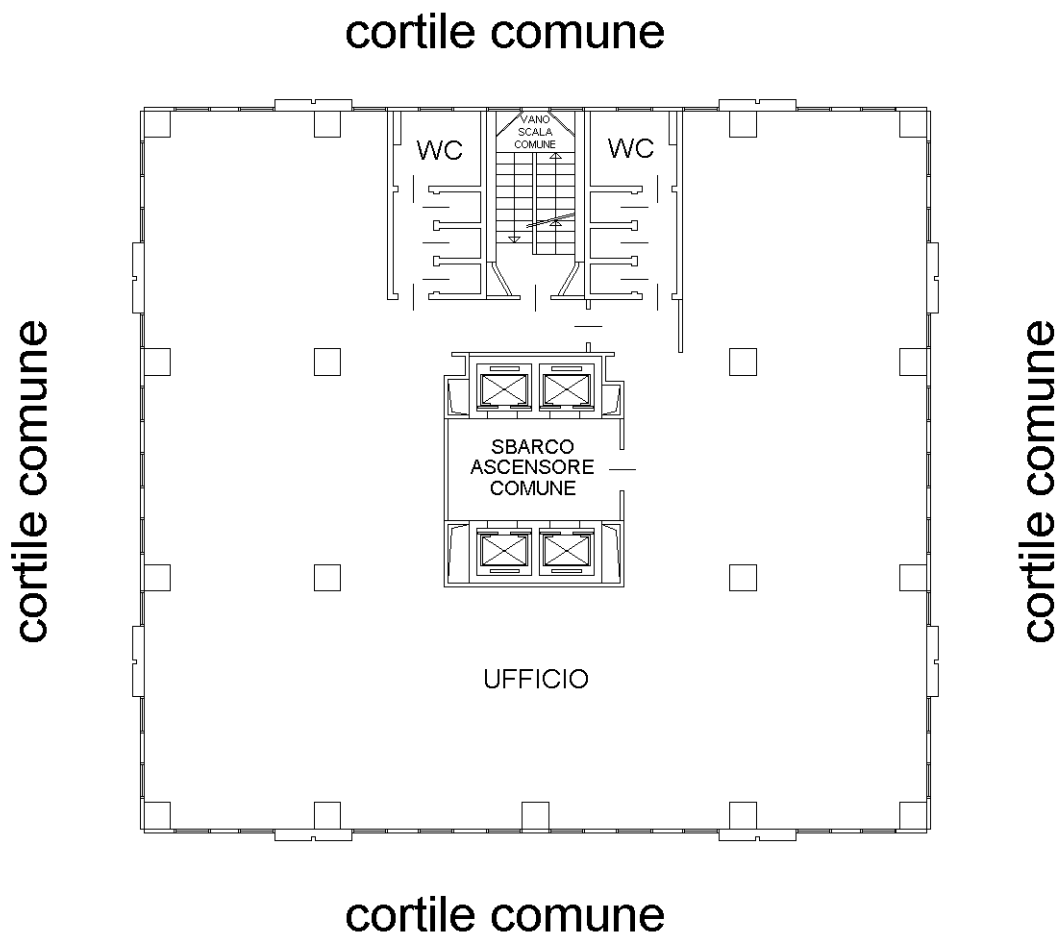 cortile comune
VANO
SCALA
COMUNE
WC
WC
cortile comune
cortile comune
SBARCO
ASCENSORE
COMUNE
UFFICIO
cortile comune